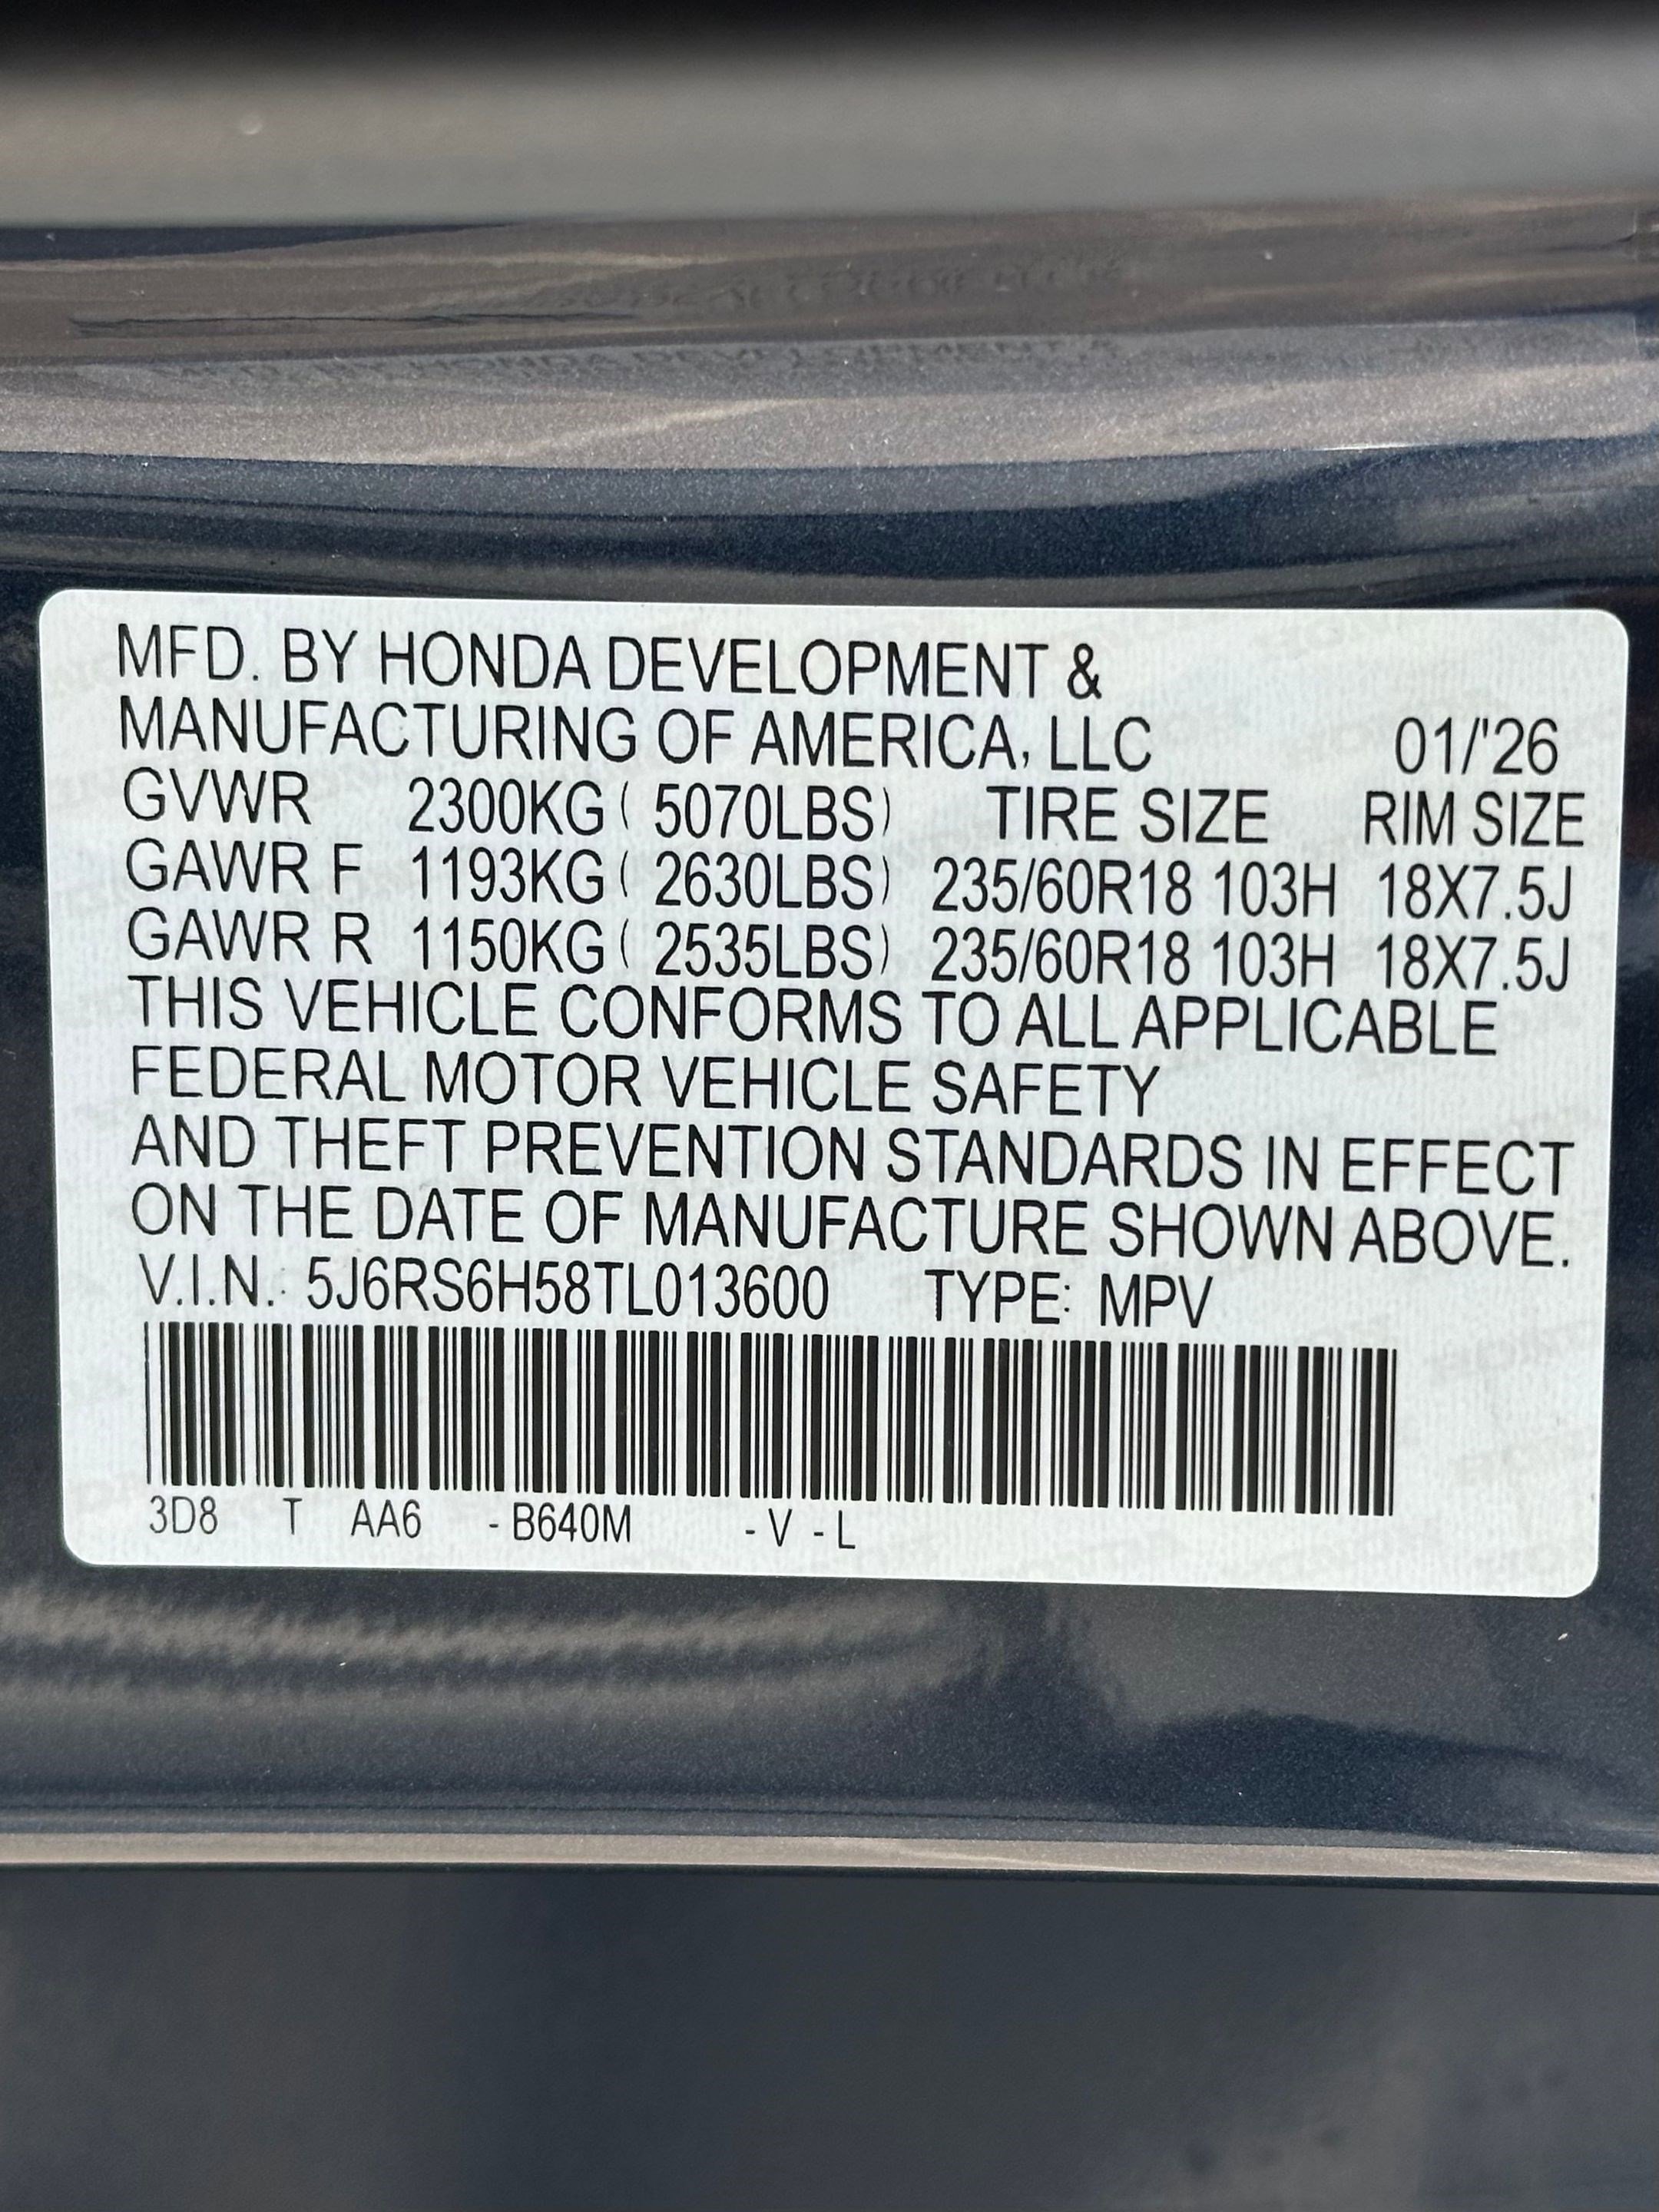 MFD. BY HONDA DEVELOPMENT &
MANUFACTURING OF AMERICA, LLC 01/'26
GVWR 2300KG ( 5070LBS) TIRE SIZE RIM SIZE
GAWR F 1193KG ( 2630LBS) 235/60R18 103H 18X7.5J
GAWR R 1150KG ( 2535LBS) 235/60R18 103H 18X7.5J
THIS VEHICLE CONFORMS TO ALL APPLICABLE
FEDERAL MOTOR VEHICLE SAFETY
AND THEFT PREVENTION STANDARDS IN EFFECT
ON THE DATE OF MANUFACTURE SHOWN ABOVE.
V.I.N.: 5J6RS6H58TL013600 TYPE: MPV
3D8 T AA6 - B640M - V - L